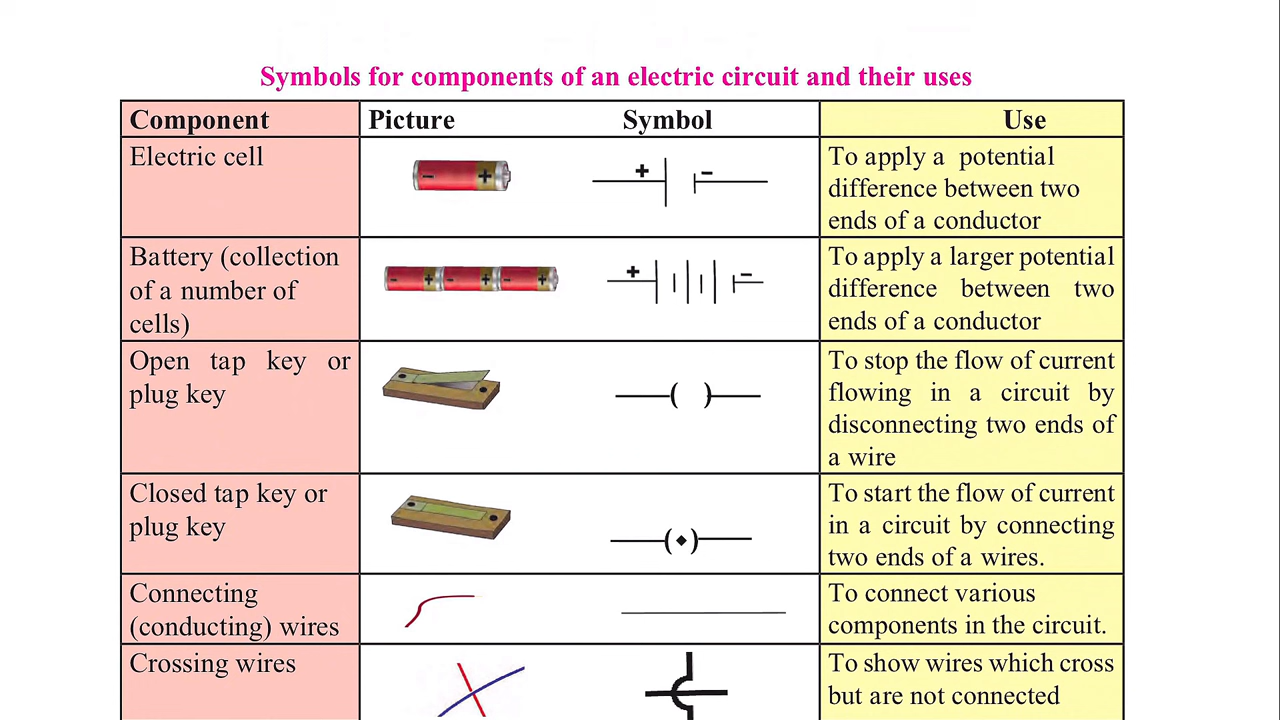 Symbols for components of an electric circuit and their uses
Component Picture Symbol Use
Electric cell
- +
+ -
To apply a potential
difference between two
ends of a conductor
Battery (collection
of a number of
cells)
- + - + - +
+ -
To apply a larger potential
difference between two
ends of a conductor
Open tap key or
plug key
To stop the flow of current
flowing in a circuit by
disconnecting two ends of
a wire
Closed tap key or
plug key
To start the flow of current
in a circuit by connecting
two ends of a wires.
Connecting
(conducting) wires
To connect various
components in the circuit.
Crossing wires
To show wires which cross
but are not connected